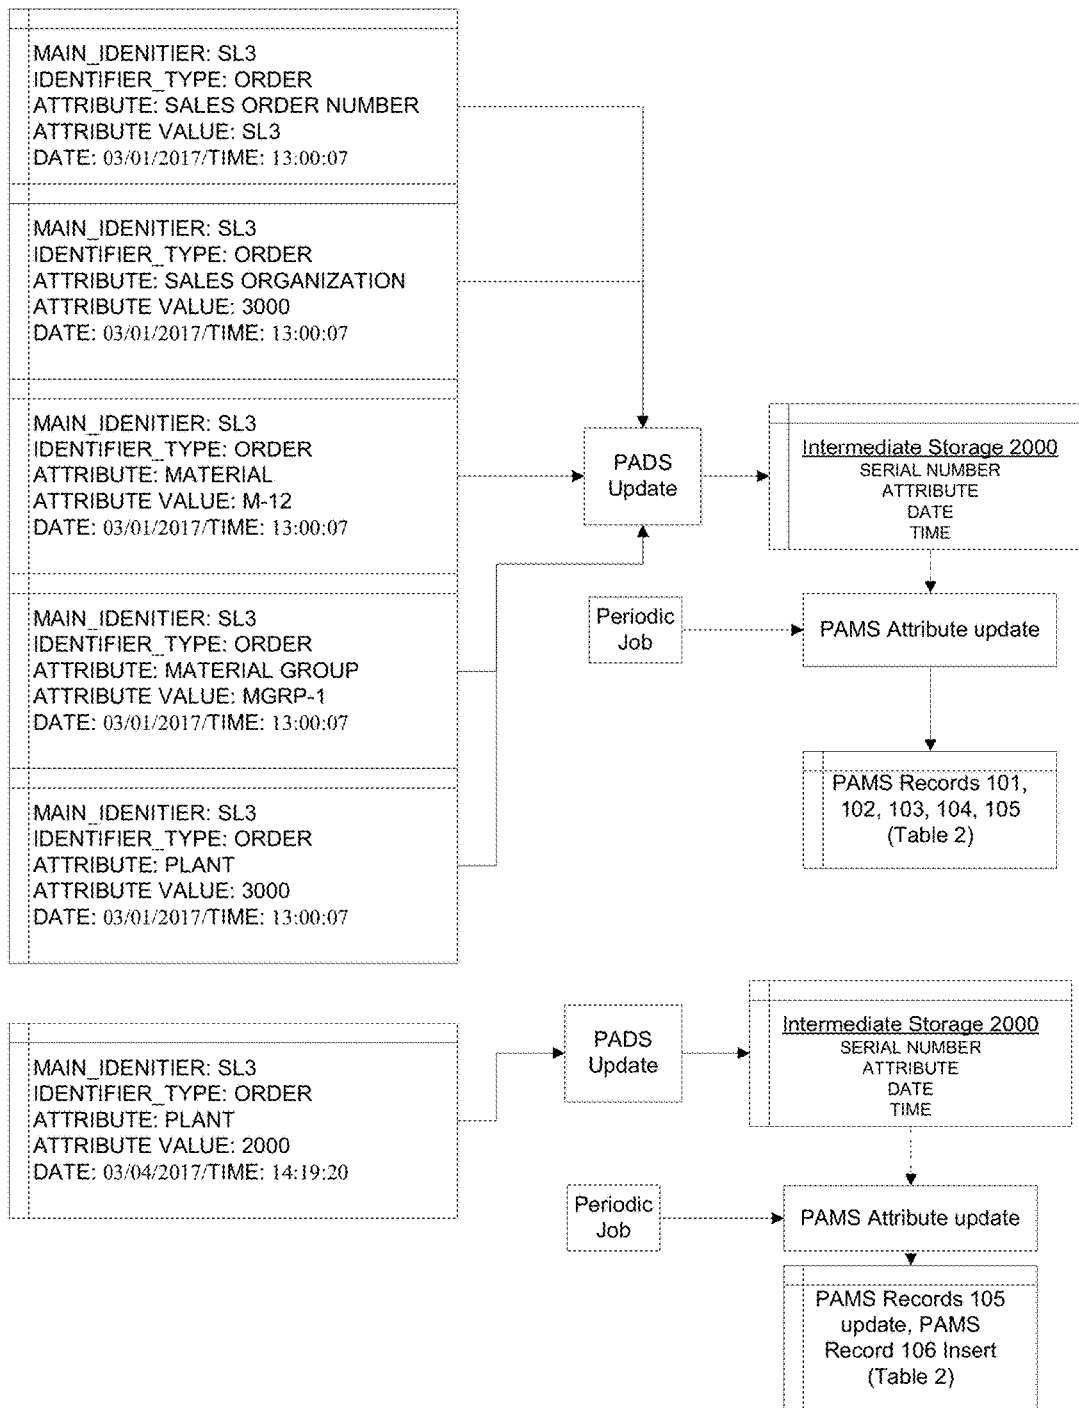 MAIN_IDENITIER: SL3
IDENTIFIER_TYPE: ORDER
ATTRIBUTE: SALES ORDER NUMBER
ATTRIBUTE VALUE: SL3
DATE: 03/01/2017/TIME: 13:00:07
MAIN_IDENITIER: SL3
IDENTIFIER_TYPE: ORDER
ATTRIBUTE: SALES ORGANIZATION
ATTRIBUTE VALUE: 3000
DATE: 03/01/2017/TIME: 13:00:07
MAIN_IDENITIER: SL3
IDENTIFIER_TYPE: ORDER
ATTRIBUTE: MATERIAL
ATTRIBUTE VALUE: M-12
DATE: 03/01/2017/TIME: 13:00:07
MAIN_IDENITIER: SL3
IDENTIFIER_TYPE: ORDER
ATTRIBUTE: MATERIAL GROUP
ATTRIBUTE VALUE: MGRP-1
DATE: 03/01/2017/TIME: 13:00:07
MAIN_IDENITIER: SL3
IDENTIFIER_TYPE: ORDER
ATTRIBUTE: PLANT
ATTRIBUTE VALUE: 3000
DATE: 03/01/2017/TIME: 13:00:07
PADS
Update
Intermediate Storage 2000
SERIAL NUMBER
ATTRIBUTE
DATE
TIME
Periodic
Job
PAMS Attribute update
PAMS Records 101,
102, 103, 104, 105
(Table 2)
MAIN_IDENITIER: SL3
IDENTIFIER_TYPE: ORDER
ATTRIBUTE: PLANT
ATTRIBUTE VALUE: 2000
DATE: 03/04/2017/TIME: 14:19:20
PADS
Update
Intermediate Storage 2000
SERIAL NUMBER
ATTRIBUTE
DATE
TIME
Periodic
Job
PAMS Attribute update
PAMS Records 105
update, PAMS
Record 106 Insert
(Table 2)